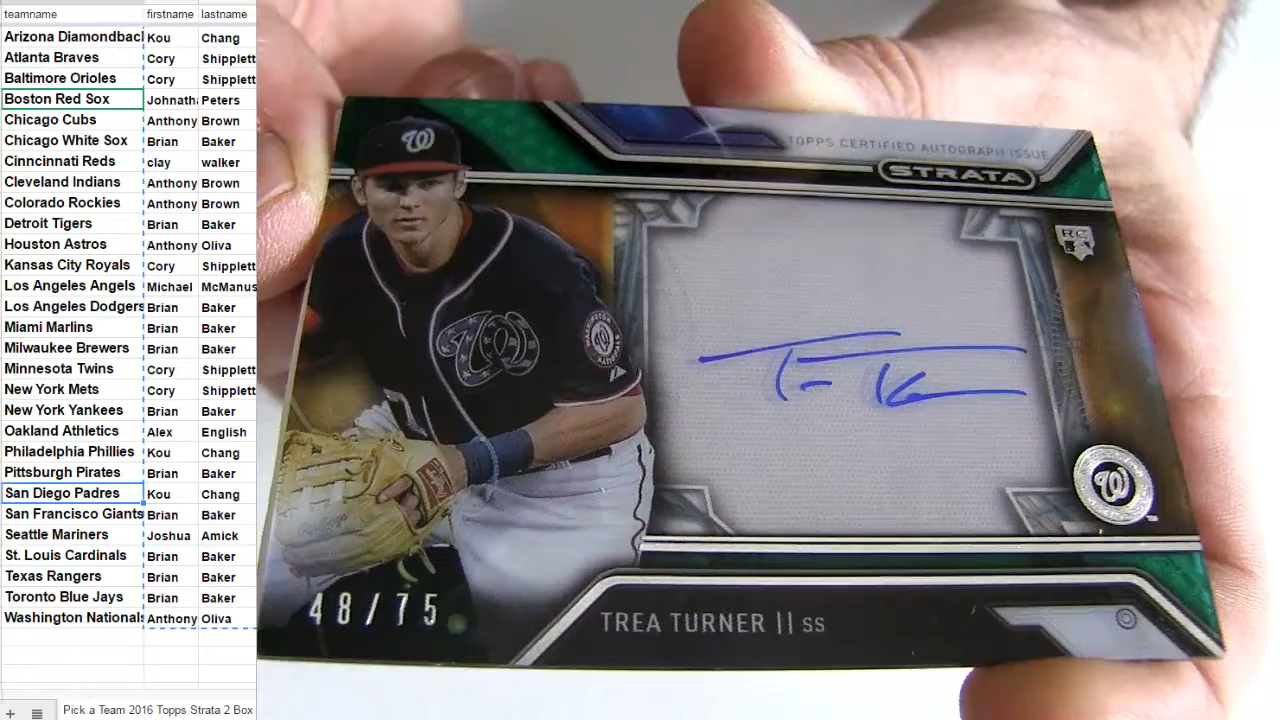 teamname firstname lastname
Arizona Diamondbacl Kou Chang
Atlanta Braves Cory Shipplett
Baltimore Orioles Cory Shipplett
Boston Red Sox Johnatha Peters
Chicago Cubs Anthony Brown
Chicago White Sox Brian Baker
Cinncinnati Reds clay walker
Cleveland Indians Anthony Brown
Colorado Rockies Anthony Brown
Detroit Tigers Brian Baker
Houston Astros Anthony Oliva
Kansas City Royals Cory Shipplett
Los Angeles Angels Michael McManus
Los Angeles Dodgers Brian Baker
Miami Marlins Brian Baker
Milwaukee Brewers Brian Baker
Minnesota Twins Cory Shipplett
New York Mets Cory Shipplett
New York Yankees Brian Baker
Oakland Athletics Alex English
Philadelphia Phillies Kou Chang
Pittsburgh Pirates Brian Baker
San Diego Padres Kou Chang
San Francisco Giants Brian Baker
Seattle Mariners Joshua Amick
St. Louis Cardinals Brian Baker
Texas Rangers Brian Baker
Toronto Blue Jays Brian Baker
Washington Nationals Anthony Oliva
Pick a Team 2016 Topps Strata 2 Box
TOPPS CERTIFIED AUTOGRAPH ISSUE
STRATA
RC
W
W
WASHINGTON NATIONALS
W
48/75
TREA TURNER || SS